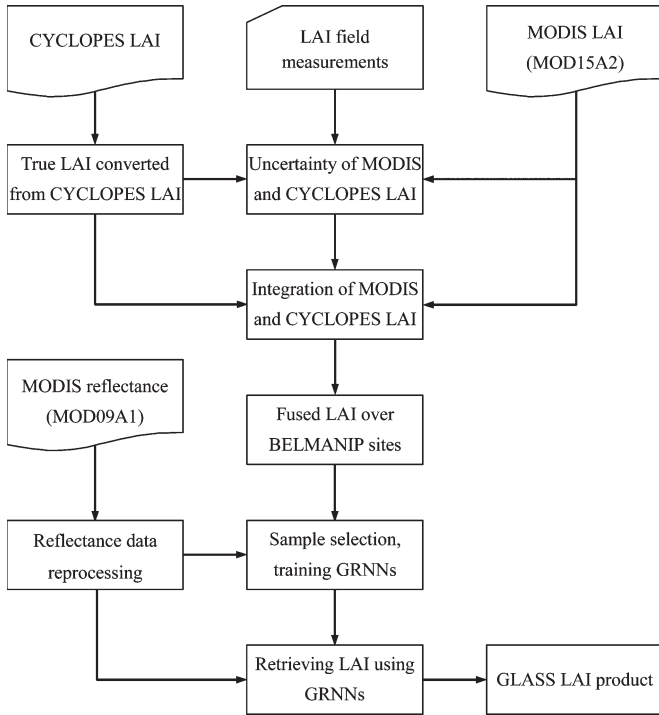 CYCLOPES LAI
LAI field
measurements
MODIS LAI
(MOD15A2)
True LAI converted
from CYCLOPES LAI
Uncertainty of MODIS
and CYCLOPES LAI
Integration of MODIS
and CYCLOPES LAI
MODIS reflectance
(MOD09A1)
Fused LAI over
BELMANIP sites
Reflectance data
reprocessing
Sample selection,
training GRNNs
Retrieving LAI using
GRNNs
GLASS LAI product